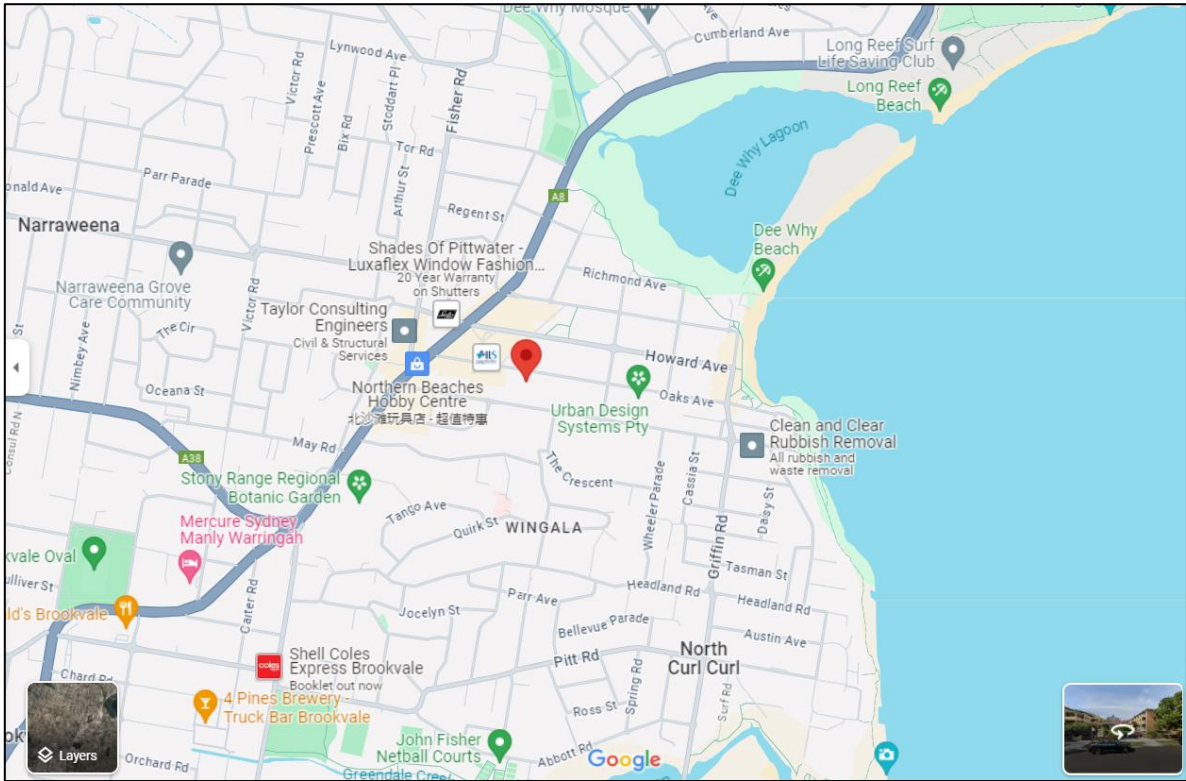 Dee Why Mosque
Cumberland Ave
Long Reef Surf
Life Saving Club
Long Reef
Beach
Lynwood Ave
Victor Rd
Prescott Ave
Stoddart Pl
Bix Rd
Fisher Rd
Tor Rd
Arthur St
Dee Why Lagoon
Parr Parade
onald Ave
A8
Regent St
Narraweena
Dee Why
Beach
Shades Of Pittwater -
Luxaflex Window Fashion...
20 Year Warranty
on Shutters
Richmond Ave
Narraweena Grove
Care Community
Victor Rd
Taylor Consulting
Engineers
Civil & Structural
Services
The Cir
St
Nimbey Ave
Howard Ave
Northern Beaches
Hobby Centre
北沙灘玩具店 - 超值特惠
Oceana St
Oaks Ave
Urban Design
Systems Pty
Clean and Clear
Rubbish Removal
All rubbish and
waste removal
May Rd
Consul Rd N
A38
Stony Range Regional
Botanic Garden
The Crescent
Wheeler Parade
Cassia St
Daisy St
Tango Ave
Quirk St
WINGALA
Mercure Sydney
Manly Warringah
Griffin Rd
kvale Oval
Tasman St
ulliver St
Headland Rd
Headland Rd
Parr Ave
ld's Brookvale
Carter Rd
Jocelyn St
Bellevue Parade
Austin Ave
North
Curl Curl
Pitt Rd
Shell Coles
Express Brookvale
Booklet out now
coles
Chard Rd
Spring Rd
Surf Rd
4 Pines Brewery -
Truck Bar Brookvale
Ross St
John Fisher
Netball Courts
Abbott Rd
Google
Layers
Orchard Rd
Greendale Creek